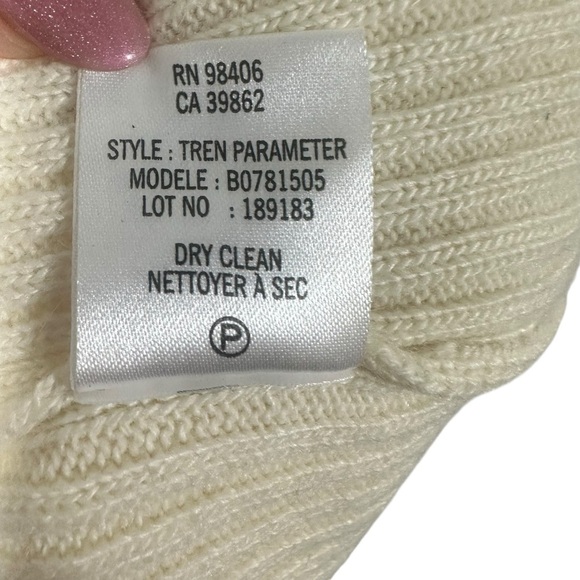 RN 98406
CA 39862
STYLE : TREN PARAMETER
MODELE : B0781505
LOT NO : 189183
DRY CLEAN
NETTOYER À SEC
P